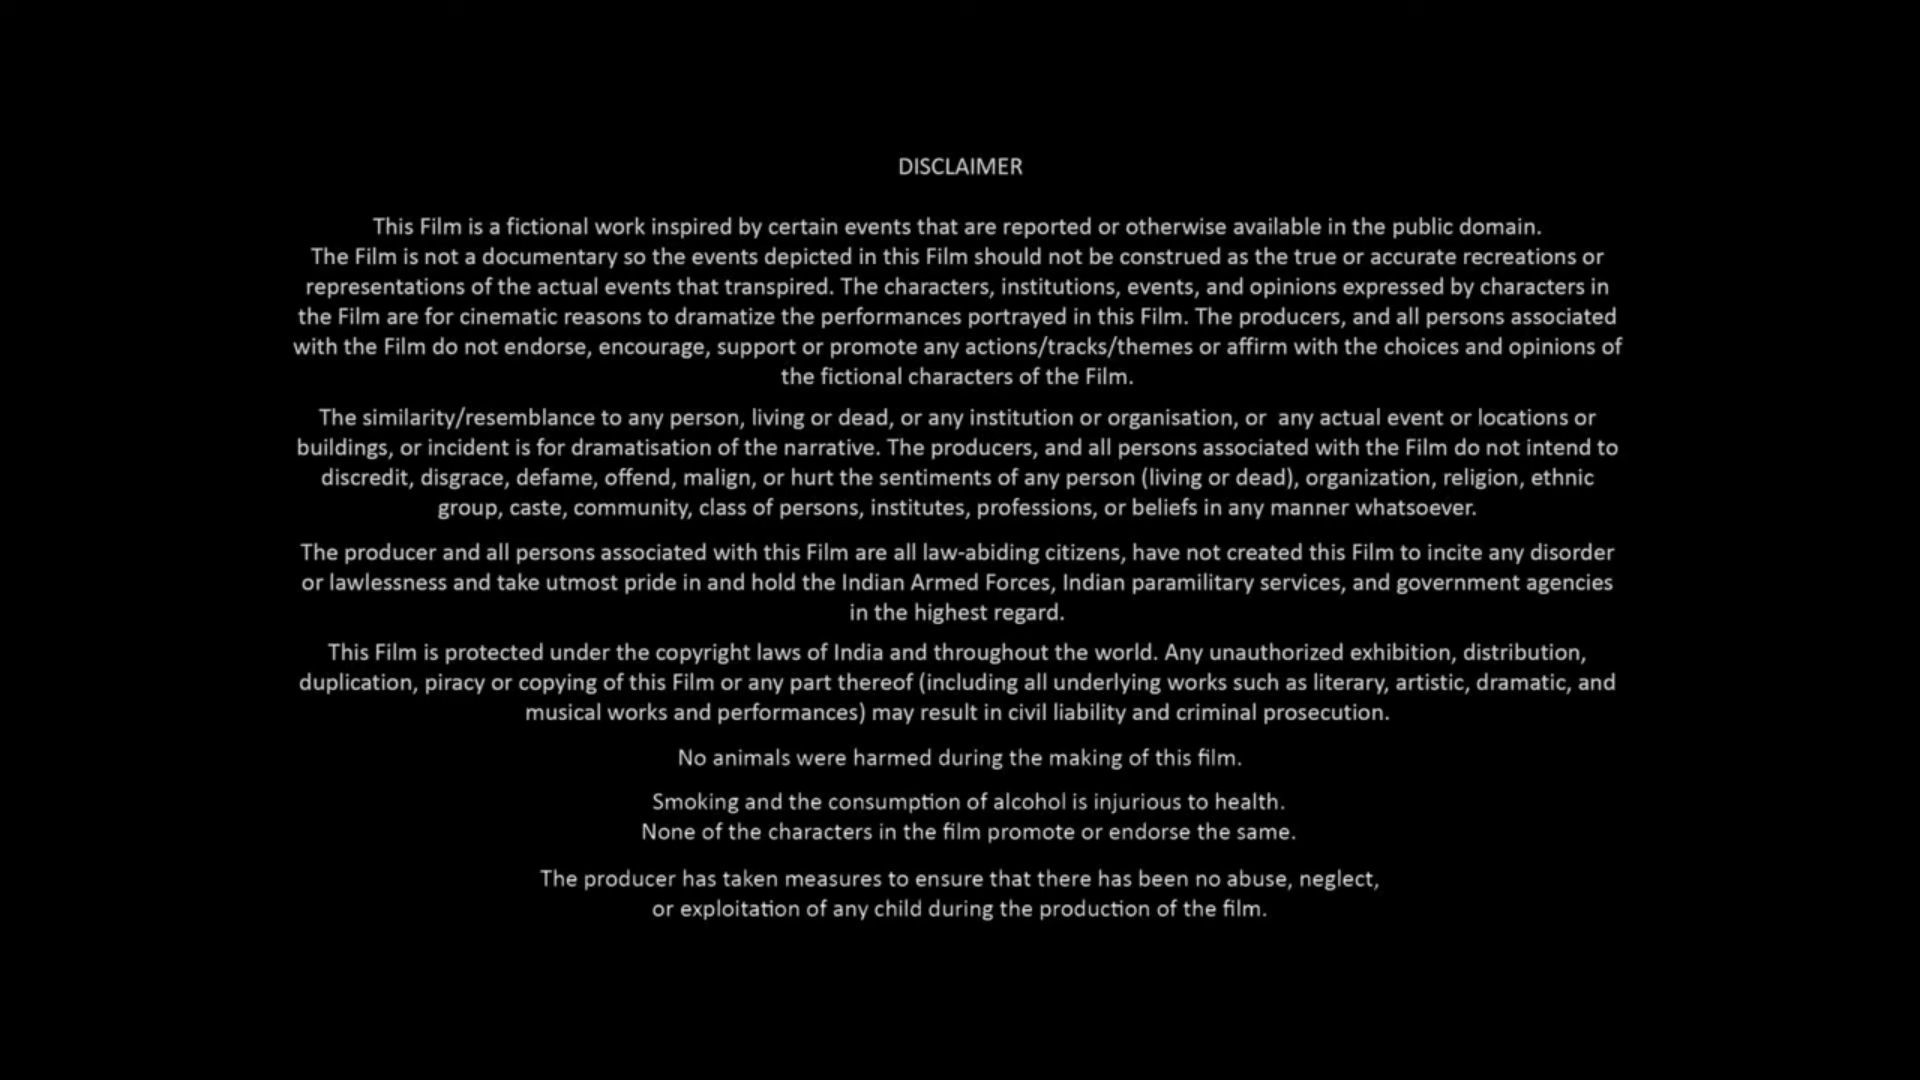 DISCLAIMER
This Film is a fictional work inspired by certain events that are reported or otherwise available in the public domain.
The Film is not a documentary so the events depicted in this Film should not be construed as the true or accurate recreations or
representations of the actual events that transpired. The characters, institutions, events, and opinions expressed by characters in
the Film are for cinematic reasons to dramatize the performances portrayed in this Film. The producers, and all persons associated
with the Film do not endorse, encourage, support or promote any actions/tracks/themes or affirm with the choices and opinions of
the fictional characters of the Film.
The similarity/resemblance to any person, living or dead, or any institution or organisation, or any actual event or locations or
buildings, or incident is for dramatisation of the narrative. The producers, and all persons associated with the Film do not intend to
discredit, disgrace, defame, offend, malign, or hurt the sentiments of any person (living or dead), organization, religion, ethnic
group, caste, community, class of persons, institutes, professions, or beliefs in any manner whatsoever.
The producer and all persons associated with this Film are all law-abiding citizens, have not created this Film to incite any disorder
or lawlessness and take utmost pride in and hold the Indian Armed Forces, Indian paramilitary services, and government agencies
in the highest regard.
This Film is protected under the copyright laws of India and throughout the world. Any unauthorized exhibition, distribution,
duplication, piracy or copying of this Film or any part thereof (including all underlying works such as literary, artistic, dramatic, and
musical works and performances) may result in civil liability and criminal prosecution.
No animals were harmed during the making of this film.
Smoking and the consumption of alcohol is injurious to health.
None of the characters in the film promote or endorse the same.
The producer has taken measures to ensure that there has been no abuse, neglect,
or exploitation of any child during the production of the film.